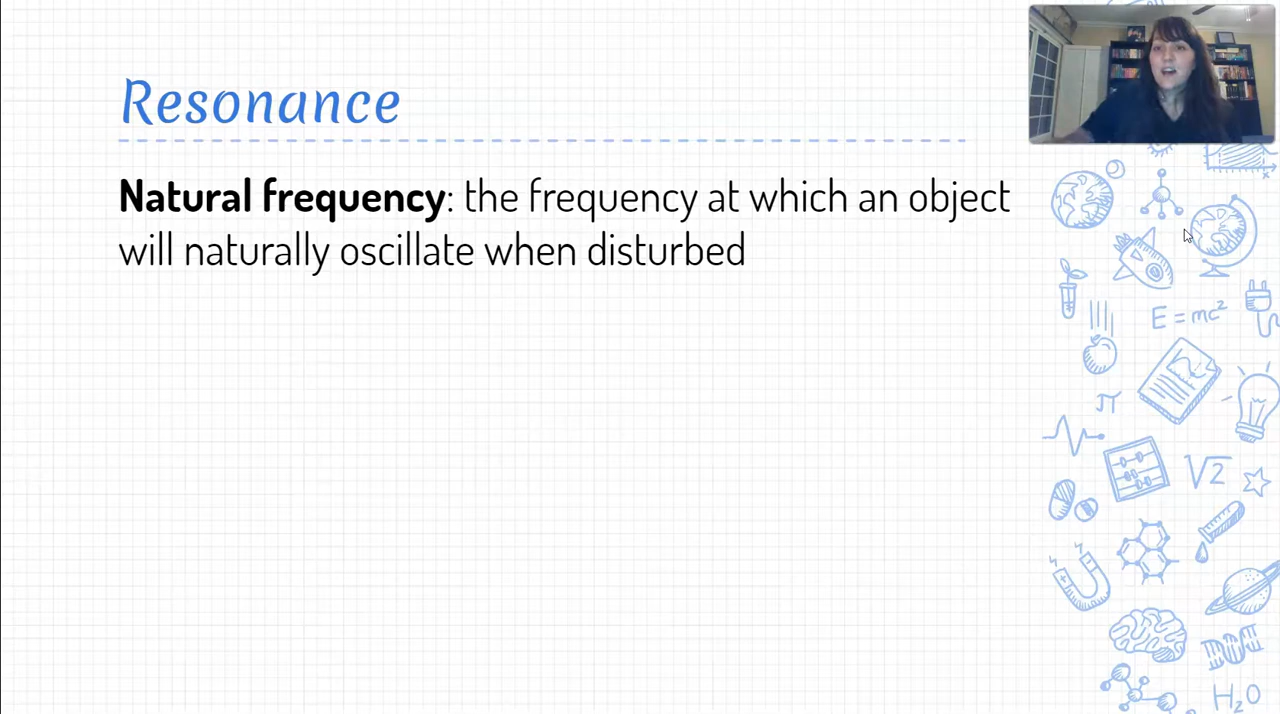 Resonance
Natural frequency: the frequency at which an object
will naturally oscillate when disturbed
E = mc²
π
√2
H₂O